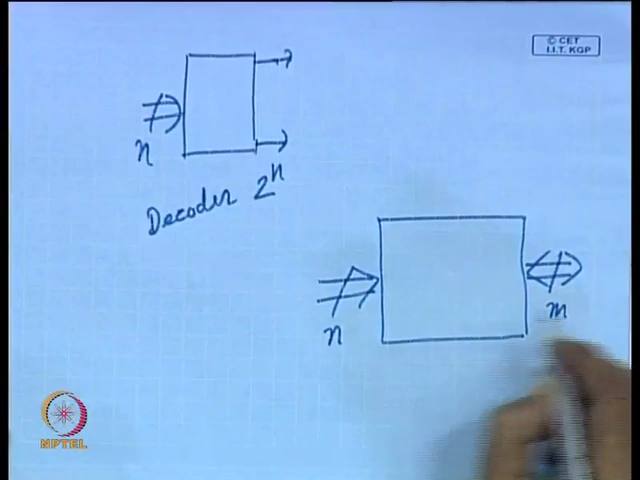 © CET
I.I.T. KGP
n
Decoder 2^n
n
m
NPTEL